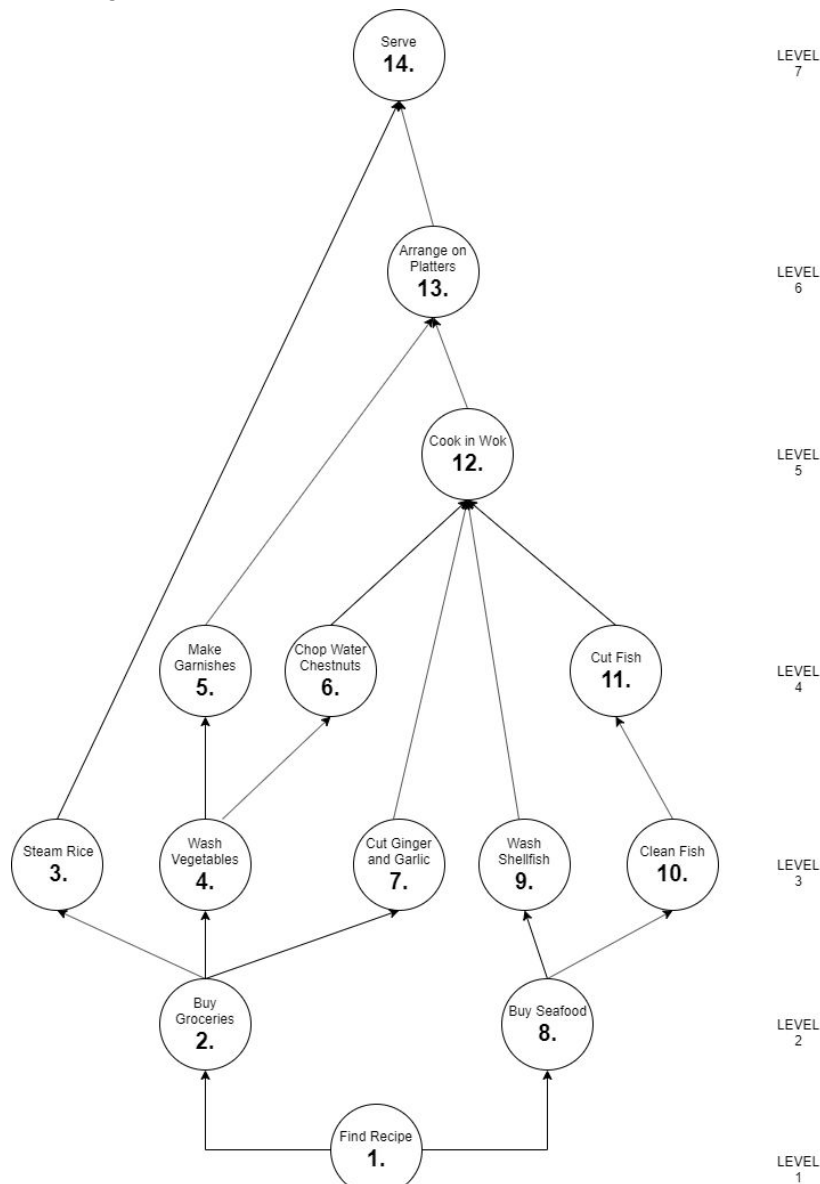 Serve
14.
LEVEL
7
Arrange on
Platters
13.
LEVEL
6
Cook in Wok
12.
LEVEL
5
Make
Garnishes
5.
Chop Water
Chestnuts
6.
Cut Fish
11.
LEVEL
4
Steam Rice
3.
Wash
Vegetables
4.
Cut Ginger
and Garlic
7.
Wash
Shellfish
9.
Clean Fish
10.
LEVEL
3
Buy
Groceries
2.
Buy Seafood
8.
LEVEL
2
Find Recipe
1.
LEVEL
1